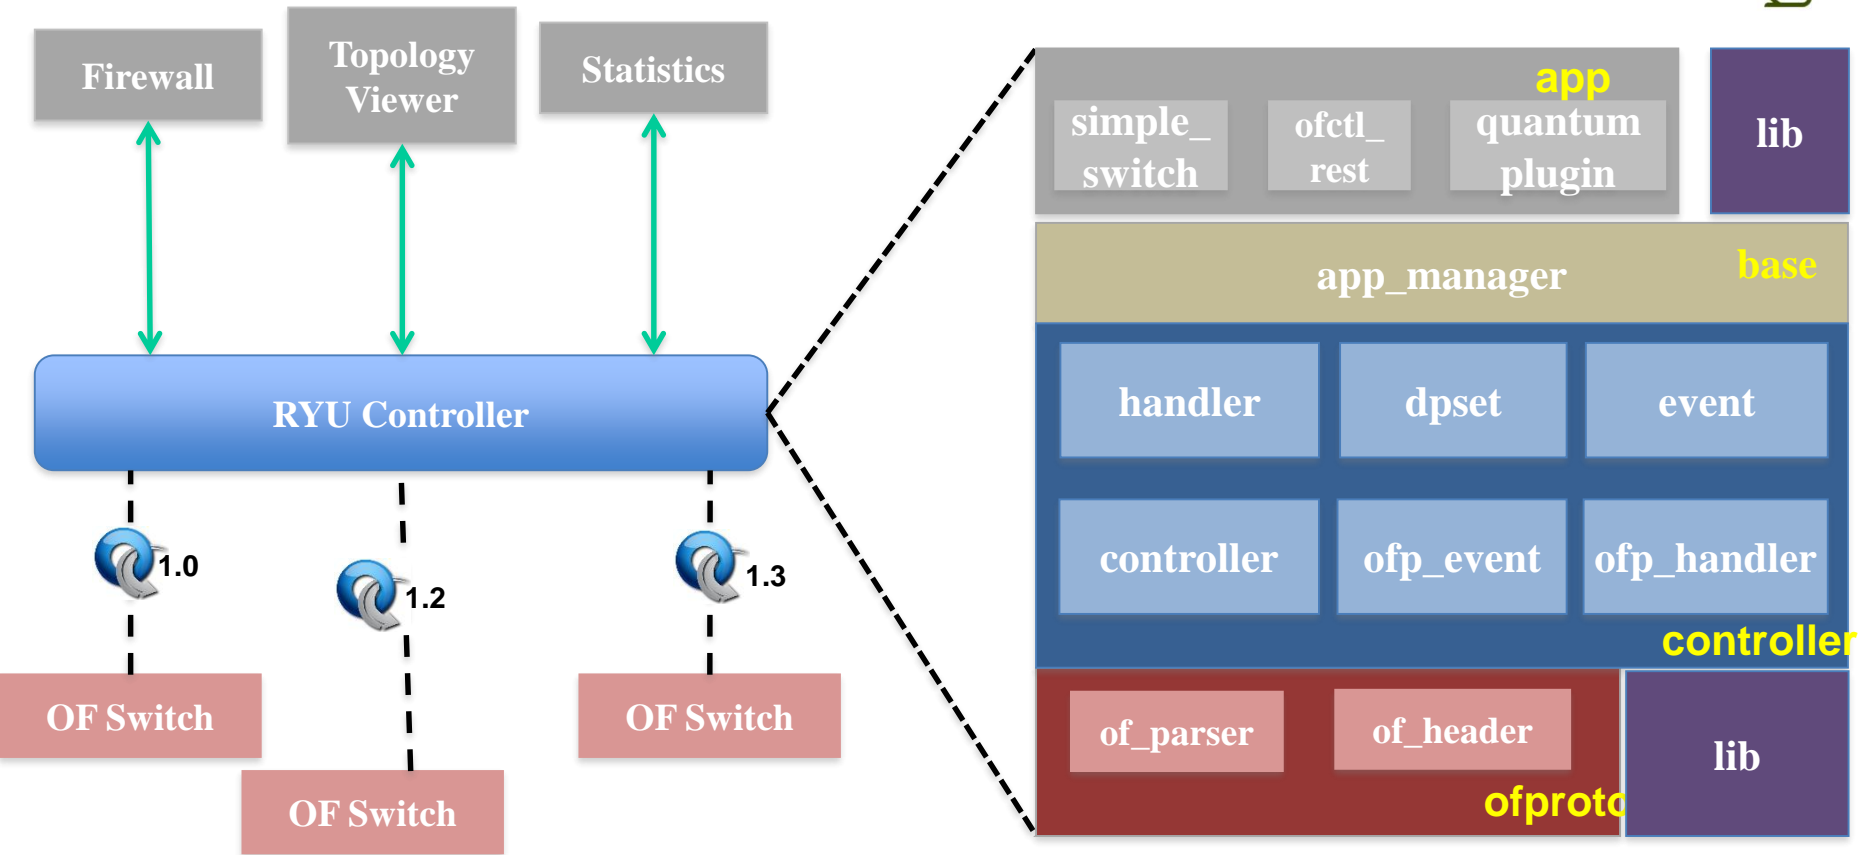 Firewall
Topology
Viewer
Statistics
RYU Controller
1.0
1.2
1.3
OF Switch
OF Switch
OF Switch
app
simple_
switch
ofctl_
rest
quantum
plugin
lib
app_manager
base
handler
dpset
event
controller
ofp_event
ofp_handler
controller
of_parser
of_header
ofproto
lib